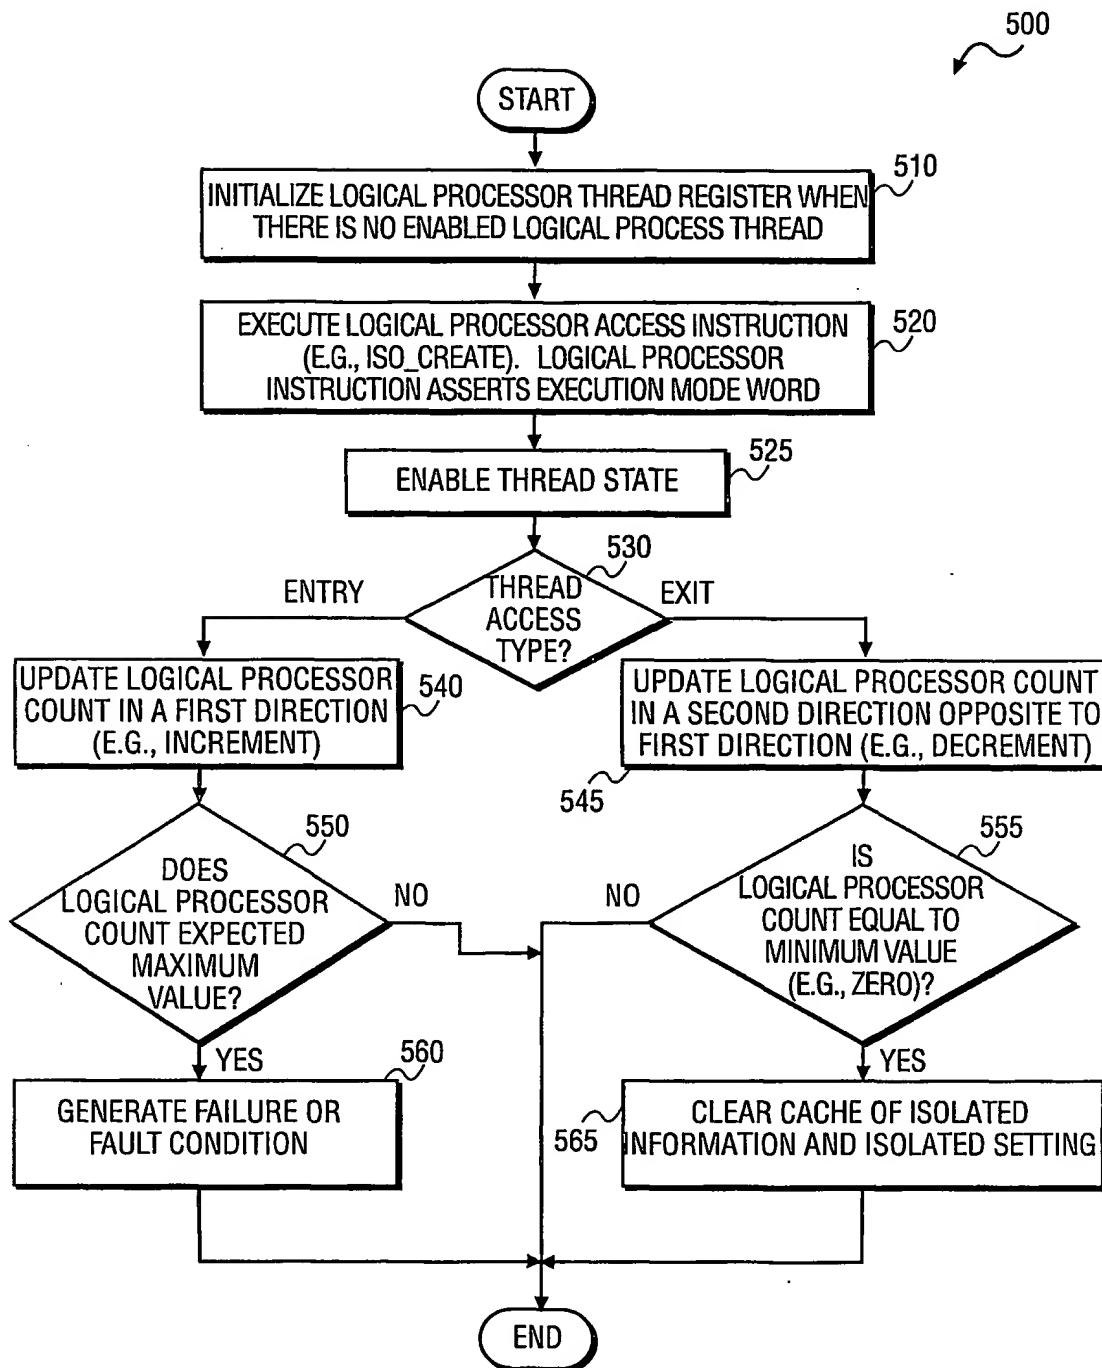 500
START
510
INITIALIZE LOGICAL PROCESSOR THREAD REGISTER WHEN
THERE IS NO ENABLED LOGICAL PROCESS THREAD
EXECUTE LOGICAL PROCESSOR ACCESS INSTRUCTION
(E.G., ISO_CREATE). LOGICAL PROCESSOR
INSTRUCTION ASSERTS EXECUTION MODE WORD
520
ENABLE THREAD STATE
525
530
THREAD
ACCESS
TYPE?
ENTRY
EXIT
UPDATE LOGICAL PROCESSOR
COUNT IN A FIRST DIRECTION
(E.G., INCREMENT)
540
UPDATE LOGICAL PROCESSOR COUNT
IN A SECOND DIRECTION OPPOSITE TO
FIRST DIRECTION (E.G., DECREMENT)
545
550
DOES
LOGICAL PROCESSOR
COUNT EXPECTED
MAXIMUM
VALUE?
NO
YES
555
IS
LOGICAL PROCESSOR
COUNT EQUAL TO
MINIMUM VALUE
(E.G., ZERO)?
NO
YES
560
GENERATE FAILURE OR
FAULT CONDITION
565
CLEAR CACHE OF ISOLATED
INFORMATION AND ISOLATED SETTING
END